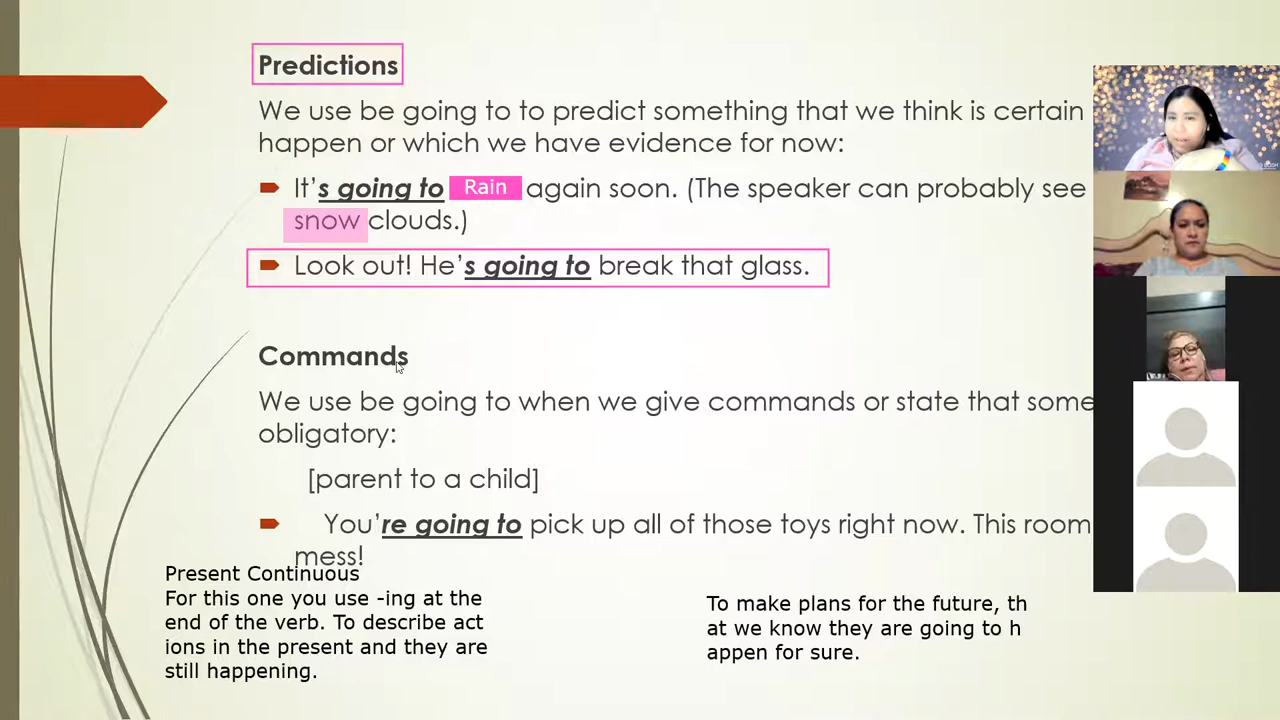 Predictions
We use be going to to predict something that we think is certain
happen or which we have evidence for now:
It's going to Rain again soon. (The speaker can probably see
snow clouds.)
Look out! He's going to break that glass.
Commands
We use be going to when we give commands or state that some
obligatory:
[parent to a child]
You're going to pick up all of those toys right now. This room
mess!
Present Continuous
For this one you use -ing at the
end of the verb. To describe act
ions in the present and they are
still happening.
To make plans for the future, th
at we know they are going to h
appen for sure.